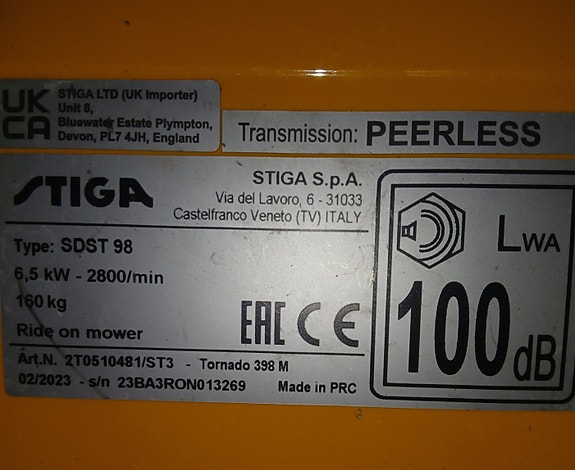 UK
CA
STIGA LTD (UK Importer)
Unit 8,
Bluewater Estate Plympton,
Devon, PL7 4JH, England
Transmission: PEERLESS
STIGA
STIGA S.p.A.
Via del Lavoro, 6 - 31033
Castelfranco Veneto (TV) ITALY
Type: SDST 98
6,5 kW - 2800/min
160 kg
Ride on mower
EAC CE
Art.N. 2T0510481/ST3 - Tornado 398 M
02/2023 - s/n 23BA3RON013269 Made in PRC
LWA
100dB